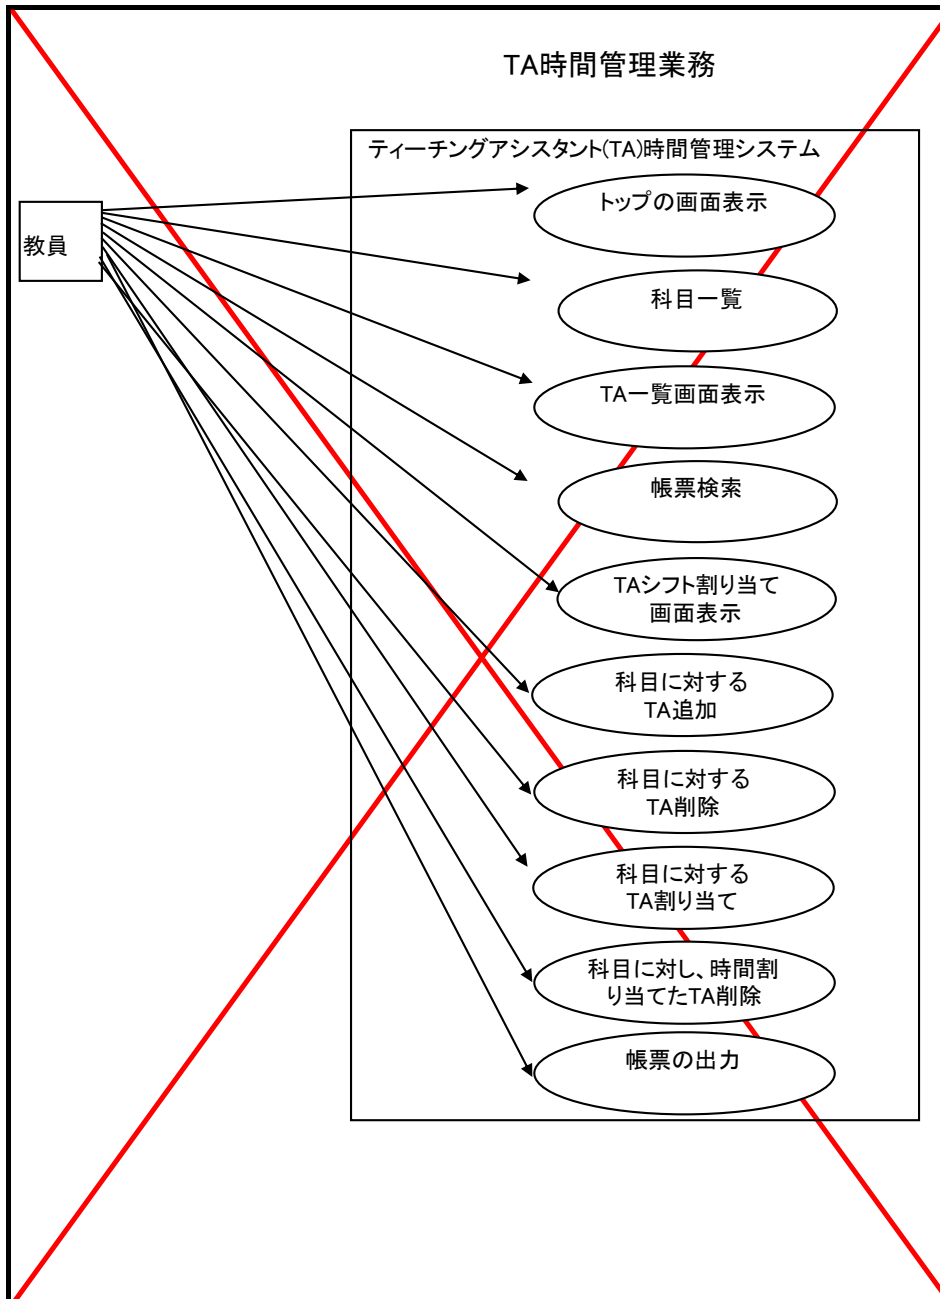 TA時間管理業務
ティーチングアシスタント(TA)時間管理システム
教員
トップの画面表示
科目一覧
TA一覧画面表示
帳票検索
TAシフト割り当て
画面表示
科目に対する
TA追加
科目に対する
TA削除
科目に対する
TA割り当て
科目に対し、時間割
り当てたTA削除
帳票の出力